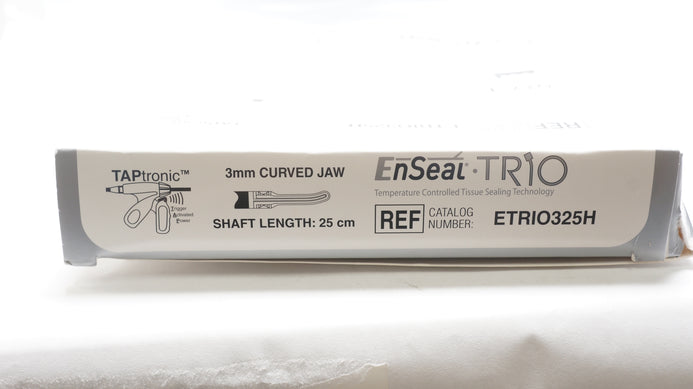 TAPtronic™
Trigger
Activated
Power
3mm CURVED JAW
SHAFT LENGTH: 25 cm
EnSeal·TRIO
Temperature Controlled Tissue Sealing Technology
REF CATALOG NUMBER: ETRIO325H